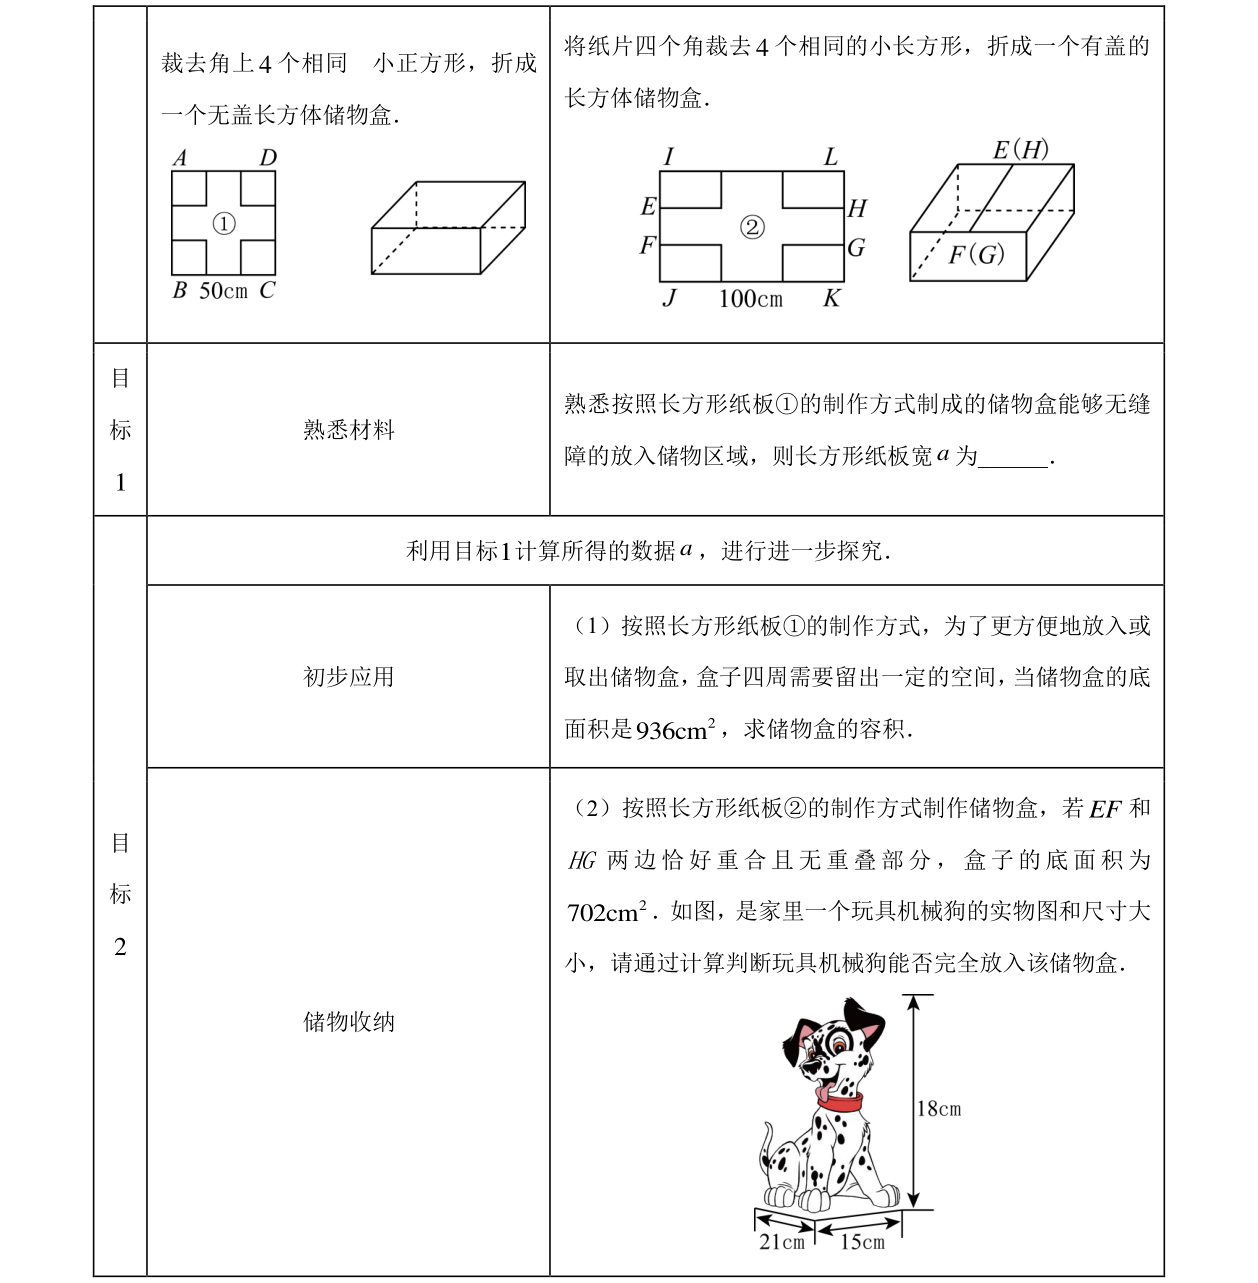 裁去角上4个相同 小正方形，折成
一个无盖长方体储物盒．
A D
①
B 50cm C
将纸片四个角裁去4个相同的小长方形，折成一个有盖的
长方体储物盒．
I L
E H
②
F G
J 100cm K
E(H)
F(G)
目
标
1
熟悉材料
熟悉按照长方形纸板①的制作方式制成的储物盒能够无缝
障的放入储物区域，则长方形纸板宽a为______．
目
标
2
利用目标1计算所得的数据a，进行进一步探究．
初步应用
（1）按照长方形纸板①的制作方式，为了更方便地放入或
取出储物盒，盒子四周需要留出一定的空间，当储物盒的底
面积是936cm²，求储物盒的容积．
储物收纳
（2）按照长方形纸板②的制作方式制作储物盒，若EF和
HG两边恰好重合且无重叠部分，盒子的底面积为
702cm²．如图，是家里一个玩具机械狗的实物图和尺寸大
小，请通过计算判断玩具机械狗能否完全放入该储物盒．
18cm
21cm 15cm